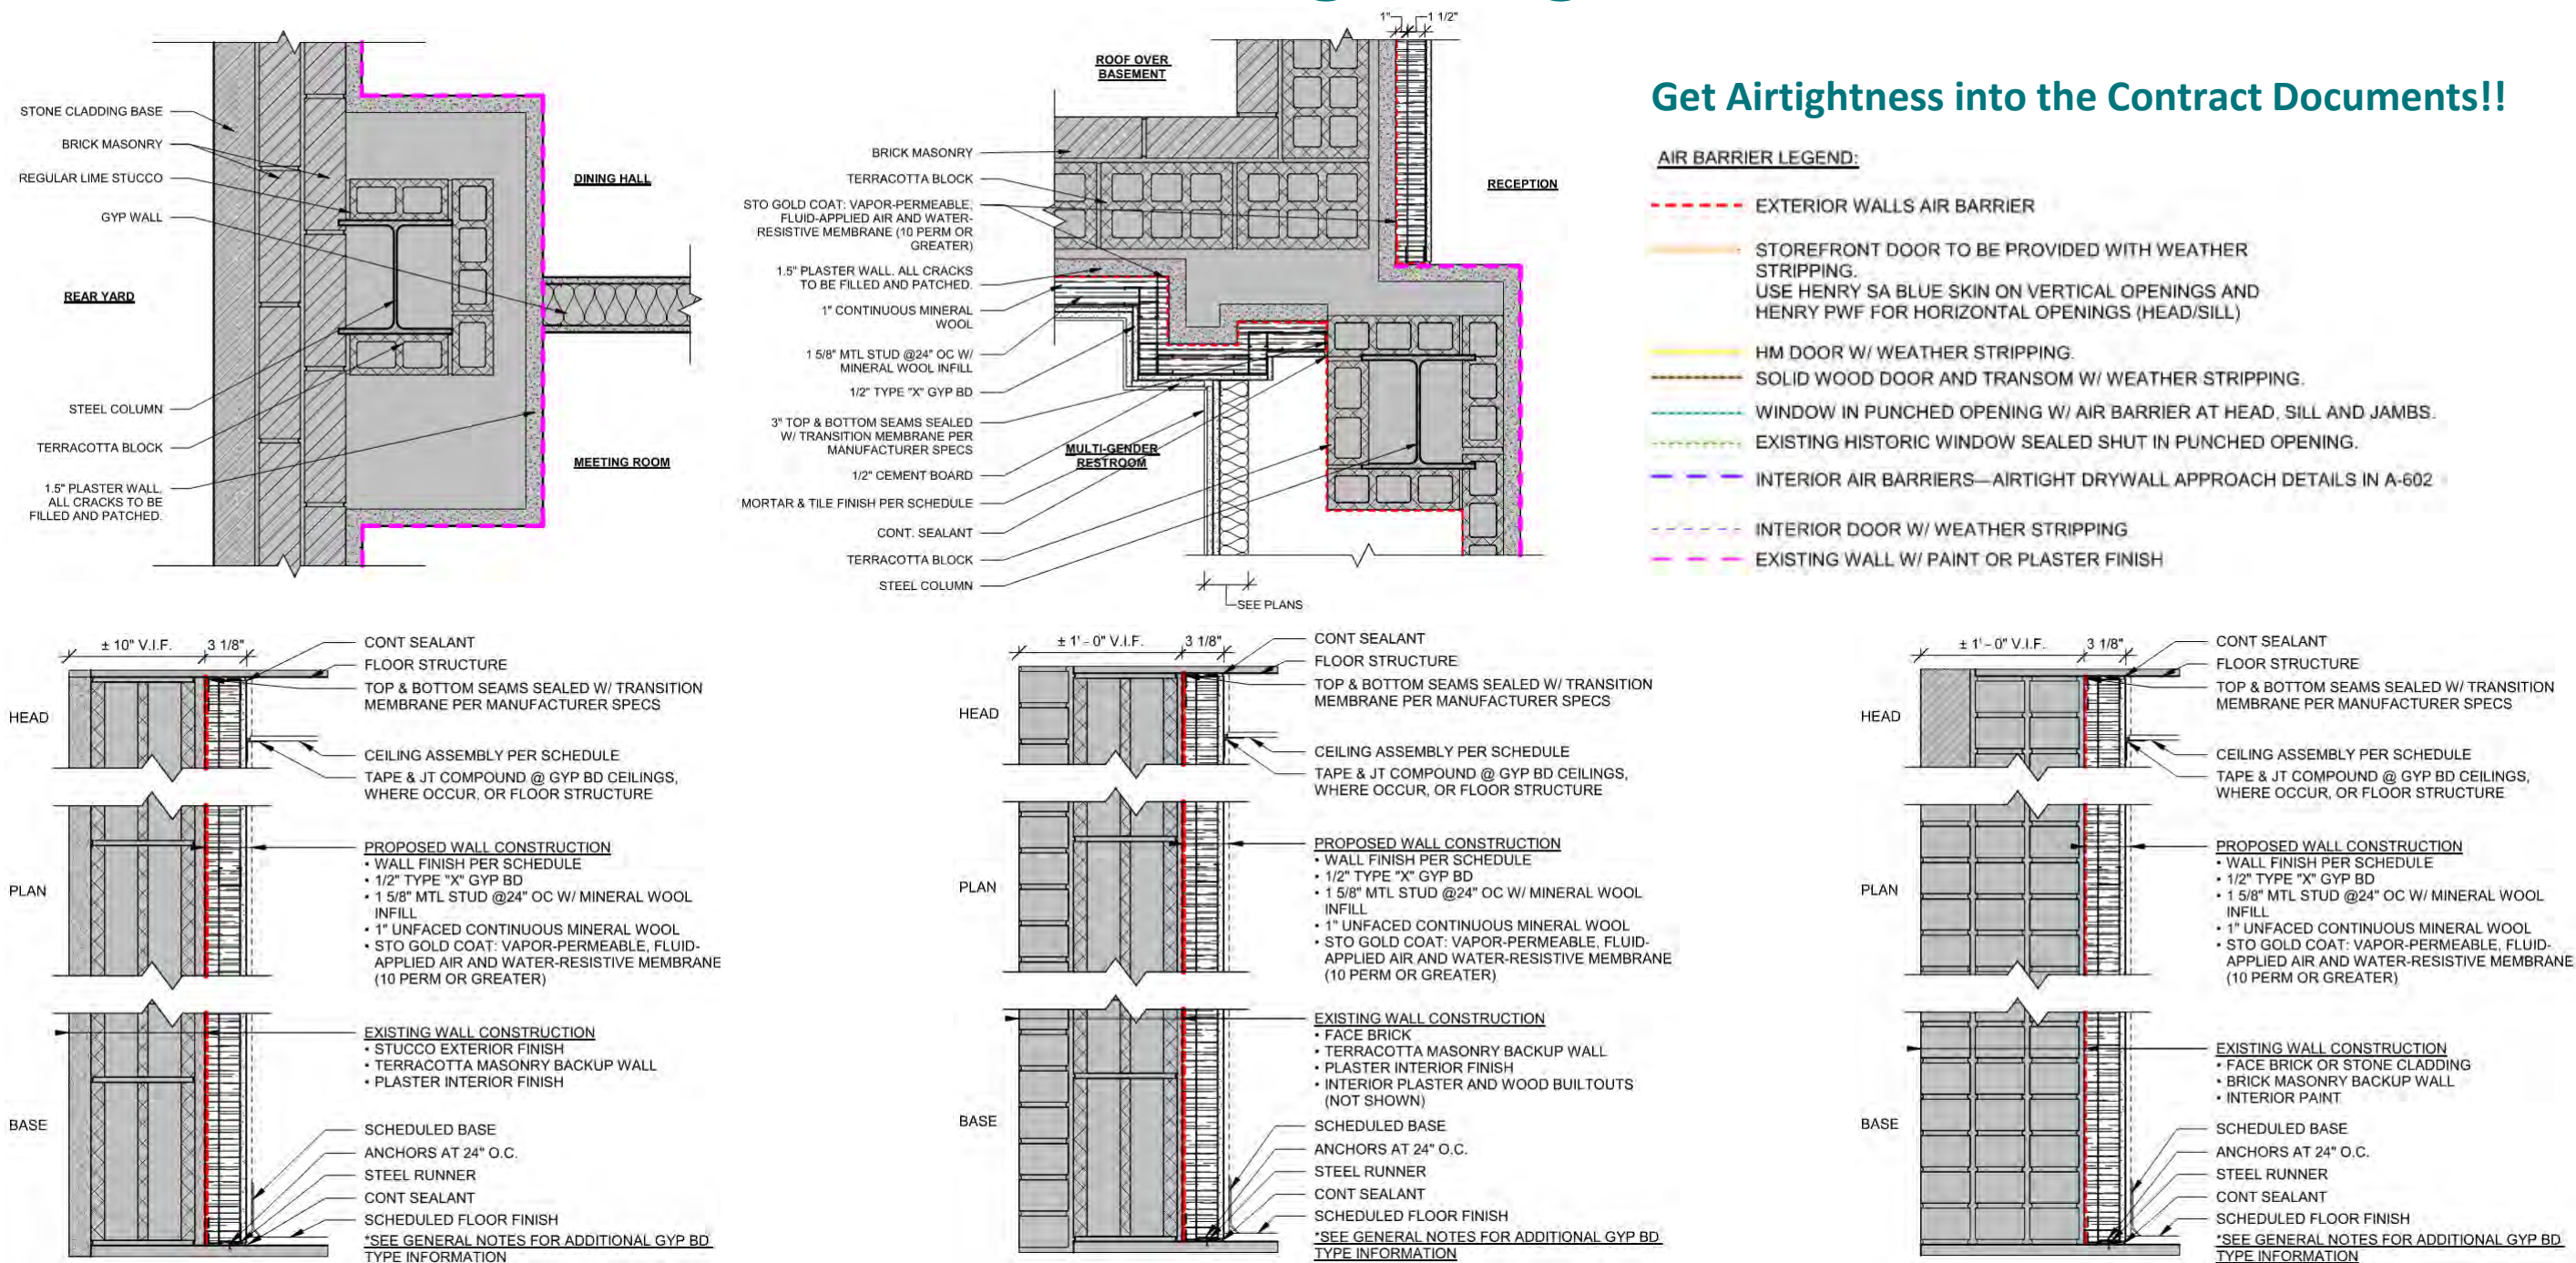 STONE CLADDING BASE
BRICK MASONRY
REGULAR LIME STUCCO
GYP WALL
REAR YARD
STEEL COLUMN
TERRACOTTA BLOCK
1.5" PLASTER WALL.
ALL CRACKS TO BE
FILLED AND PATCHED.
DINING HALL
MEETING ROOM
1"
1 1/2"
ROOF OVER
BASEMENT
RECEPTION
BRICK MASONRY
TERRACOTTA BLOCK
STO GOLD COAT: VAPOR-PERMEABLE,
FLUID-APPLIED AIR AND WATER-
RESISTIVE MEMBRANE (10 PERM OR
GREATER)
1.5" PLASTER WALL. ALL CRACKS
TO BE FILLED AND PATCHED.
1" CONTINUOUS MINERAL
WOOL
1 5/8" MTL STUD @24" OC W/
MINERAL WOOL INFILL
1/2" TYPE "X" GYP BD
3" TOP & BOTTOM SEAMS SEALED
W/ TRANSITION MEMBRANE PER
MANUFACTURER SPECS
1/2" CEMENT BOARD
MORTAR & TILE FINISH PER SCHEDULE
CONT. SEALANT
TERRACOTTA BLOCK
STEEL COLUMN
MULTI-GENDER
RESTROOM
SEE PLANS
Get Airtightness into the Contract Documents!!
AIR BARRIER LEGEND:
EXTERIOR WALLS AIR BARRIER
STOREFRONT DOOR TO BE PROVIDED WITH WEATHER
STRIPPING.
USE HENRY SA BLUE SKIN ON VERTICAL OPENINGS AND
HENRY PWF FOR HORIZONTAL OPENINGS (HEAD/SILL)
HM DOOR W/ WEATHER STRIPPING.
SOLID WOOD DOOR AND TRANSOM W/ WEATHER STRIPPING.
WINDOW IN PUNCHED OPENING W/ AIR BARRIER AT HEAD, SILL AND JAMBS.
EXISTING HISTORIC WINDOW SEALED SHUT IN PUNCHED OPENING.
INTERIOR AIR BARRIERS—AIRTIGHT DRYWALL APPROACH DETAILS IN A-602
INTERIOR DOOR W/ WEATHER STRIPPING
EXISTING WALL W/ PAINT OR PLASTER FINISH
± 10" V.I.F.
3 1/8"
HEAD
PLAN
BASE
CONT SEALANT
FLOOR STRUCTURE
TOP & BOTTOM SEAMS SEALED W/ TRANSITION
MEMBRANE PER MANUFACTURER SPECS
CEILING ASSEMBLY PER SCHEDULE
TAPE & JT COMPOUND @ GYP BD CEILINGS,
WHERE OCCUR, OR FLOOR STRUCTURE
PROPOSED WALL CONSTRUCTION
• WALL FINISH PER SCHEDULE
• 1/2" TYPE "X" GYP BD
• 1 5/8" MTL STUD @24" OC W/ MINERAL WOOL
INFILL
• 1" UNFACED CONTINUOUS MINERAL WOOL
• STO GOLD COAT: VAPOR-PERMEABLE, FLUID-
APPLIED AIR AND WATER-RESISTIVE MEMBRANE
(10 PERM OR GREATER)
EXISTING WALL CONSTRUCTION
• STUCCO EXTERIOR FINISH
• TERRACOTTA MASONRY BACKUP WALL
• PLASTER INTERIOR FINISH
SCHEDULED BASE
ANCHORS AT 24" O.C.
STEEL RUNNER
CONT SEALANT
SCHEDULED FLOOR FINISH
*SEE GENERAL NOTES FOR ADDITIONAL GYP BD
TYPE INFORMATION
± 1' - 0" V.I.F.
3 1/8"
HEAD
PLAN
BASE
CONT SEALANT
FLOOR STRUCTURE
TOP & BOTTOM SEAMS SEALED W/ TRANSITION
MEMBRANE PER MANUFACTURER SPECS
CEILING ASSEMBLY PER SCHEDULE
TAPE & JT COMPOUND @ GYP BD CEILINGS,
WHERE OCCUR, OR FLOOR STRUCTURE
PROPOSED WALL CONSTRUCTION
• WALL FINISH PER SCHEDULE
• 1/2" TYPE "X" GYP BD
• 1 5/8" MTL STUD @24" OC W/ MINERAL WOOL
INFILL
• 1" UNFACED CONTINUOUS MINERAL WOOL
• STO GOLD COAT: VAPOR-PERMEABLE, FLUID-
APPLIED AIR AND WATER-RESISTIVE MEMBRANE
(10 PERM OR GREATER)
EXISTING WALL CONSTRUCTION
• FACE BRICK
• TERRACOTTA MASONRY BACKUP WALL
• PLASTER INTERIOR FINISH
• INTERIOR PLASTER AND WOOD BUILTOUTS
(NOT SHOWN)
SCHEDULED BASE
ANCHORS AT 24" O.C.
STEEL RUNNER
CONT SEALANT
SCHEDULED FLOOR FINISH
*SEE GENERAL NOTES FOR ADDITIONAL GYP BD
TYPE INFORMATION
± 1' - 0" V.I.F.
3 1/8"
HEAD
PLAN
BASE
CONT SEALANT
FLOOR STRUCTURE
TOP & BOTTOM SEAMS SEALED W/ TRANSITION
MEMBRANE PER MANUFACTURER SPECS
CEILING ASSEMBLY PER SCHEDULE
TAPE & JT COMPOUND @ GYP BD CEILINGS,
WHERE OCCUR, OR FLOOR STRUCTURE
PROPOSED WALL CONSTRUCTION
• WALL FINISH PER SCHEDULE
• 1/2" TYPE "X" GYP BD
• 1 5/8" MTL STUD @24" OC W/ MINERAL WOOL
INFILL
• 1" UNFACED CONTINUOUS MINERAL WOOL
• STO GOLD COAT: VAPOR-PERMEABLE, FLUID-
APPLIED AIR AND WATER-RESISTIVE MEMBRANE
(10 PERM OR GREATER)
EXISTING WALL CONSTRUCTION
• FACE BRICK OR STONE CLADDING
• BRICK MASONRY BACKUP WALL
• INTERIOR PAINT
SCHEDULED BASE
ANCHORS AT 24" O.C.
STEEL RUNNER
CONT SEALANT
SCHEDULED FLOOR FINISH
*SEE GENERAL NOTES FOR ADDITIONAL GYP BD
TYPE INFORMATION